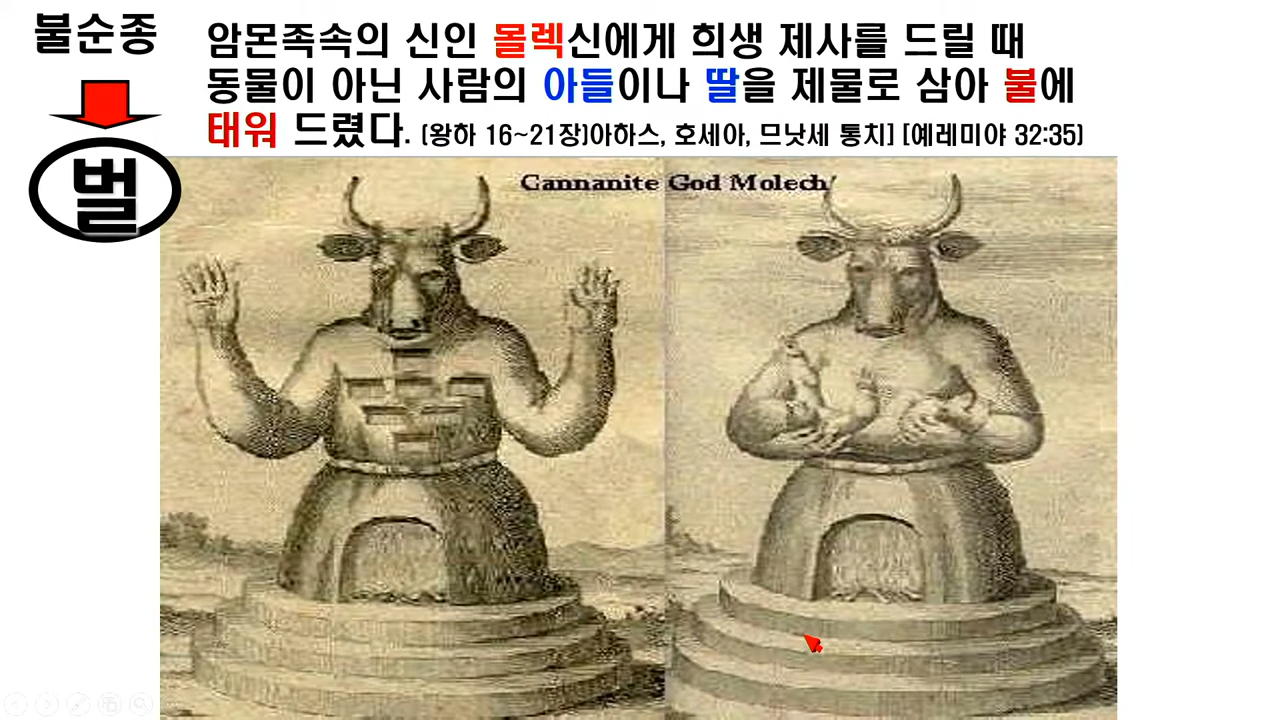 불순종
벌
암몬족속의 신인 몰렉신에게 희생 제사를 드릴 때
동물이 아닌 사람의 아들이나 딸을 제물로 삼아 불에
태워 드렸다. [왕하 16~21장]아하스, 호세아, 므낫세 통치] [예레미야 32:35]
Cannanite God Molech